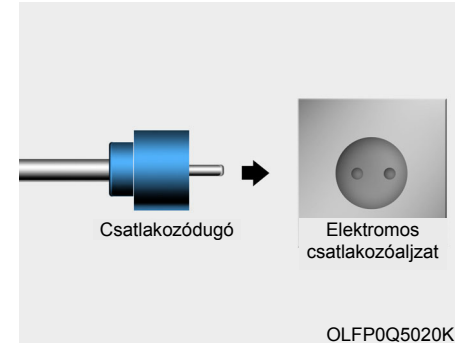 Csatlakozódugó
Elektromos
csatlakozóaljzat
OLFP0Q5020K